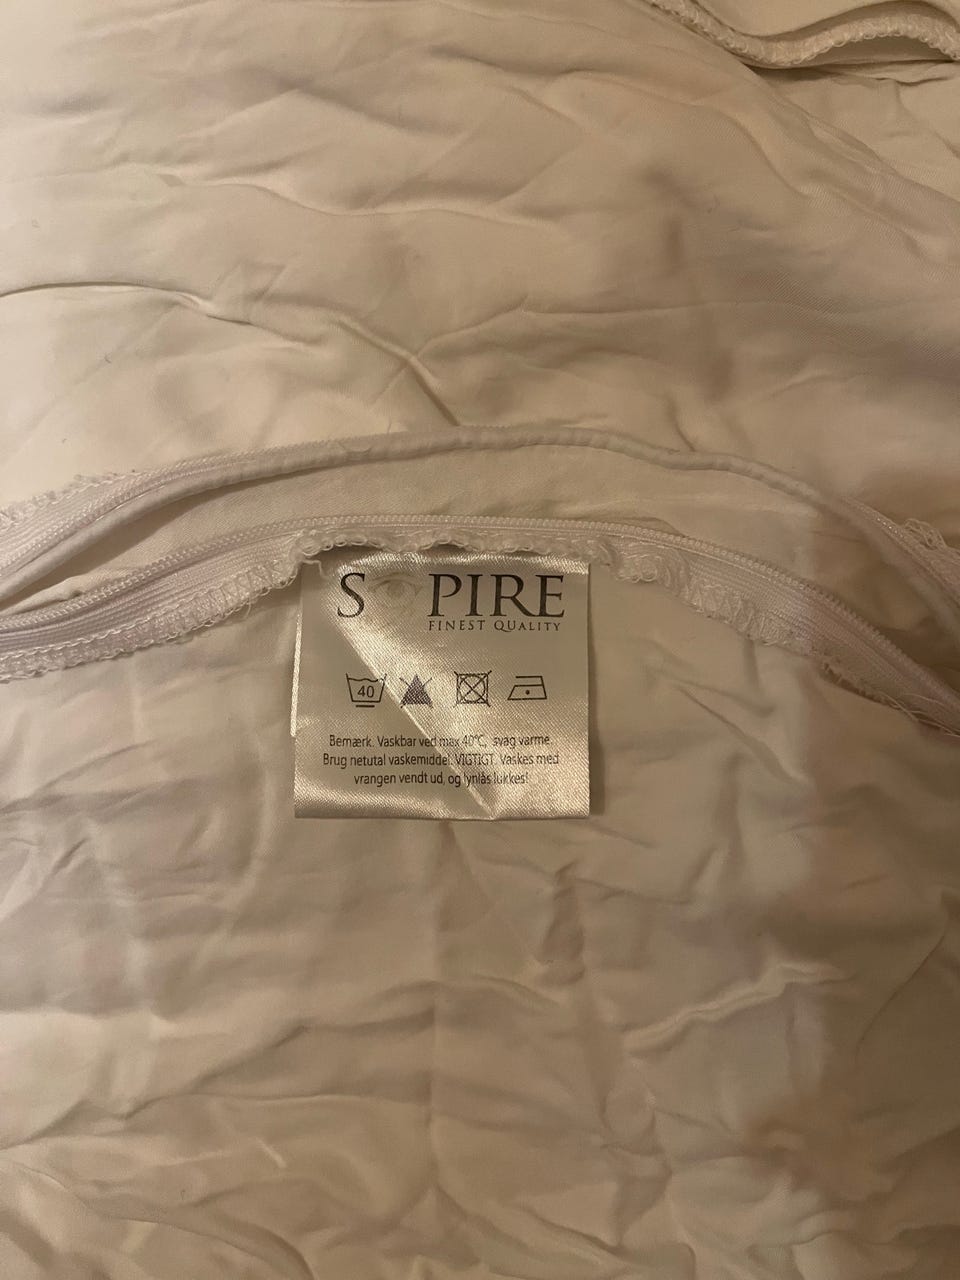 S PIRE
FINEST QUALITY
40
Bemærk. Vaskbar ved max 40°C, svag varme.
Brug netutal vaskemiddel. VIGTIGT. Vaskes med
vrangen vendt ud, og lynlås lukkes!